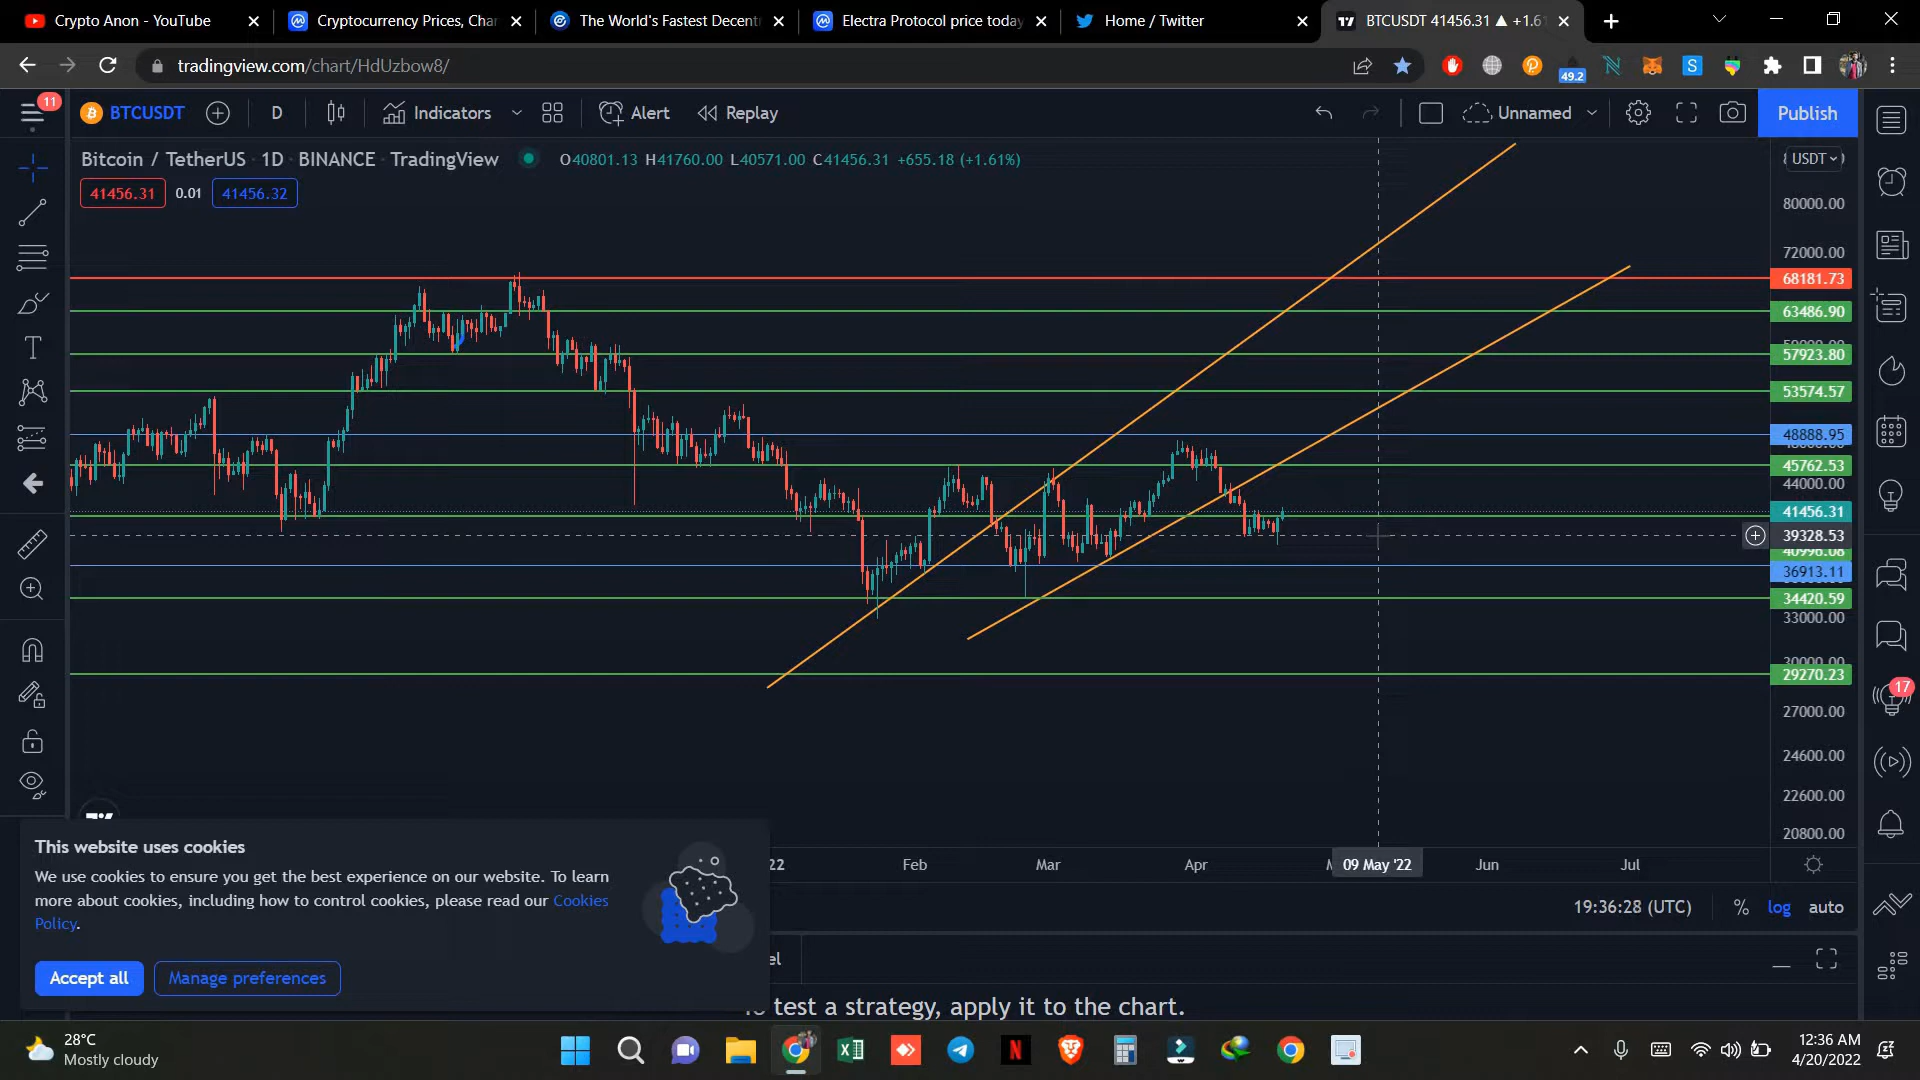 Crypto Anon - YouTube
Cryptocurrency Prices, Char
The World's Fastest Decentr
Electra Protocol price today
Home / Twitter
BTCUSDT 41456.31 ▲ +1.61
tradingview.com/chart/HdUzbow8/
49.2
11
BTCUSDT
D
Indicators
Alert
Replay
Unnamed
Publish
Bitcoin / TetherUS · 1D · BINANCE · TradingView
O40801.13 H41760.00 L40571.00 C41456.31 +655.18 (+1.61%)
USDT
41456.31
0.01
41456.32
80000.00
72000.00
68181.73
63486.90
57923.80
53574.57
48888.95
45762.53
44000.00
41456.31
39328.53
40996.08
36913.11
34420.59
33000.00
30000.00
29270.23
27000.00
24600.00
22600.00
20800.00
17
22
Feb
Mar
Apr
09 May '22
Jun
Jul
19:36:28 (UTC)
%
log
auto
This website uses cookies
We use cookies to ensure you get the best experience on our website. To learn
more about cookies, including how to control cookies, please read our Cookies
Policy.
Accept all
Manage preferences
el
To test a strategy, apply it to the chart.
28°C
Mostly cloudy
12:36 AM
4/20/2022